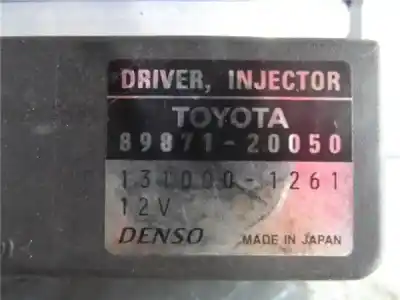 DRIVER, INJECTOR
TOYOTA
89871-20050
131000-1261
12V
DENSO MADE IN JAPAN